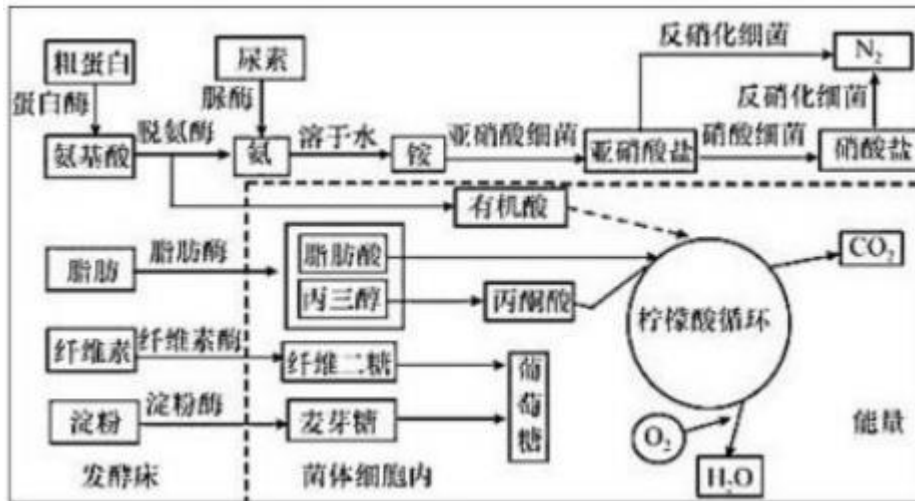 反硝化细菌
粗蛋白
尿素
N₂
蛋白酶
脲酶
反硝化细菌
氨基酸
脱氨酶
氨
溶于水
铵
亚硝酸细菌
亚硝酸盐
硝酸细菌
硝酸盐
有机酸
脂肪
脂肪酶
脂肪酸
丙三醇
丙酮酸
柠檬酸循环
CO₂
纤维素
纤维素酶
纤维二糖
葡萄糖
淀粉
淀粉酶
麦芽糖
O₂
能量
发酵床
菌体细胞内
H₂O